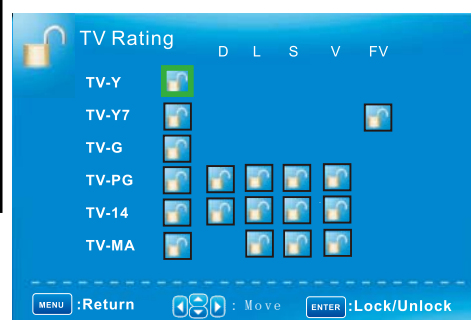 TV Rating D L S V FV
TV-Y
TV-Y7
TV-G
TV-PG
TV-14
TV-MA
MENU :Return : Move ENTER :Lock/Unlock